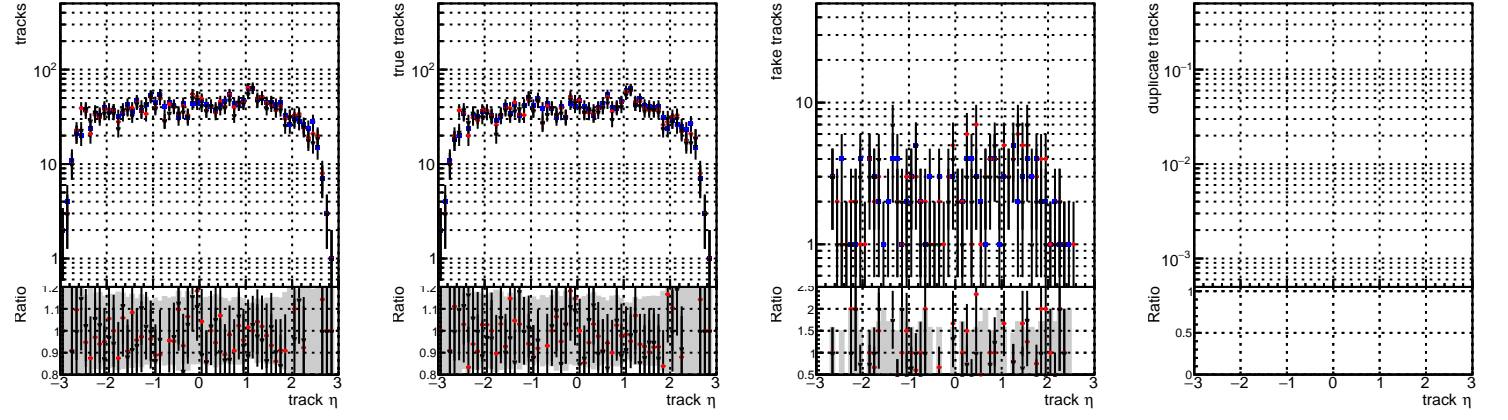 tracks
10²
10
1
Ratio
1.2
1.1
1
0.9
0.8
−3 −2 −1 0 1 2 3
track η
true tracks
10²
10
1
Ratio
1.2
1.1
1
0.9
0.8
−3 −2 −1 0 1 2 3
track η
fake tracks
10
1
Ratio
2.5
2
1.5
1
0.5
−3 −2 −1 0 1 2 3
track η
duplicate tracks
10⁻¹
10⁻²
10⁻³
Ratio
1
0.5
0
−3 −2 −1 0 1 2 3
track η